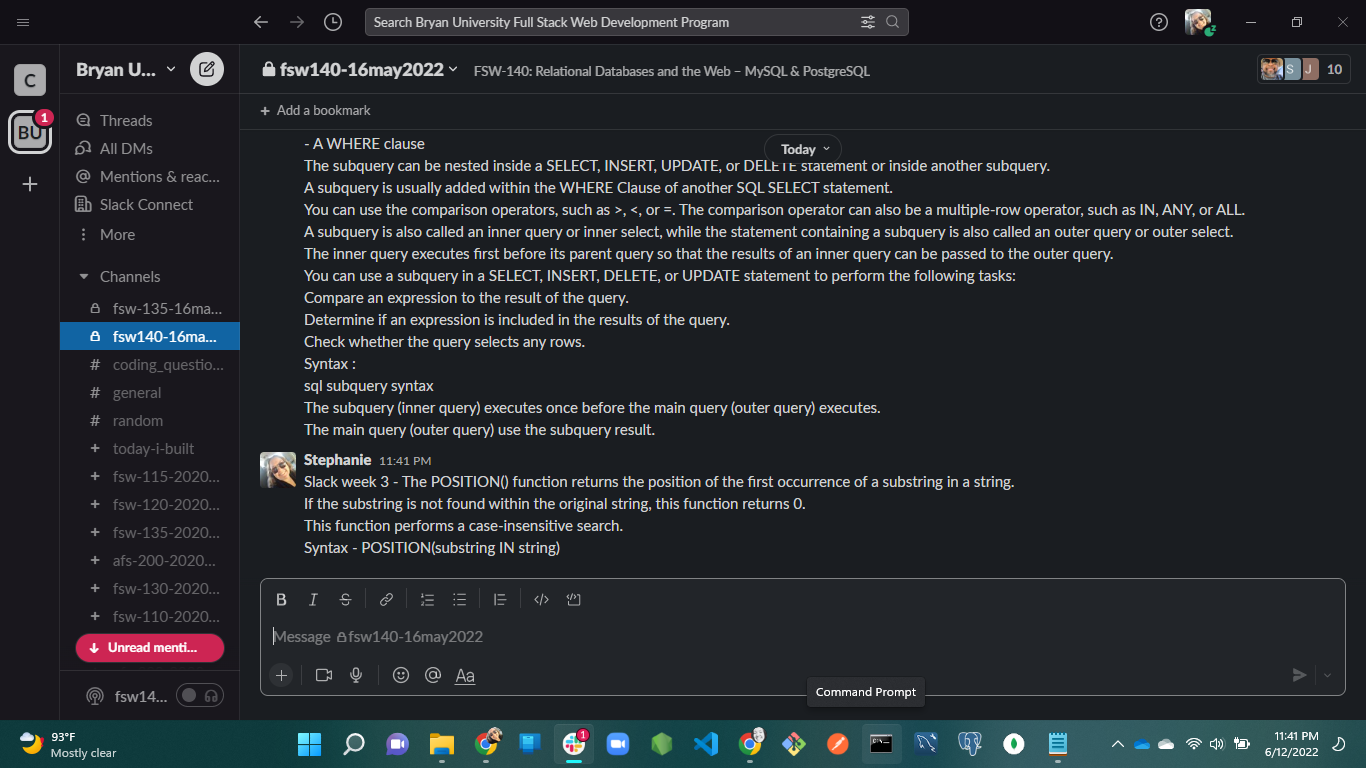 Search Bryan University Full Stack Web Development Program
C
BU
1
Bryan U...
Threads
All DMs
Mentions & reac...
Slack Connect
More
Channels
fsw-135-16ma...
fsw140-16ma...
# coding_questio...
# general
# random
+ today-i-built
+ fsw-115-2020...
+ fsw-120-2020...
+ fsw-135-2020...
+ afs-200-2020...
+ fsw-130-2020...
+ fsw-110-2020...
Unread menti...
fsw14...
fsw140-16may2022
FSW-140: Relational Databases and the Web – MySQL & PostgreSQL
S J 10
+ Add a bookmark
Today
- A WHERE clause
The subquery can be nested inside a SELECT, INSERT, UPDATE, or DELETE statement or inside another subquery.
A subquery is usually added within the WHERE Clause of another SQL SELECT statement.
You can use the comparison operators, such as >, <, or =. The comparison operator can also be a multiple-row operator, such as IN, ANY, or ALL.
A subquery is also called an inner query or inner select, while the statement containing a subquery is also called an outer query or outer select.
The inner query executes first before its parent query so that the results of an inner query can be passed to the outer query.
You can use a subquery in a SELECT, INSERT, DELETE, or UPDATE statement to perform the following tasks:
Compare an expression to the result of the query.
Determine if an expression is included in the results of the query.
Check whether the query selects any rows.
Syntax :
sql subquery syntax
The subquery (inner query) executes once before the main query (outer query) executes.
The main query (outer query) use the subquery result.
Stephanie 11:41 PM
Slack week 3 - The POSITION() function returns the position of the first occurrence of a substring in a string.
If the substring is not found within the original string, this function returns 0.
This function performs a case-insensitive search.
Syntax - POSITION(substring IN string)
B I S
Message fsw140-16may2022
+ @ Aa
Command Prompt
93°F
Mostly clear
1
11:41 PM
6/12/2022